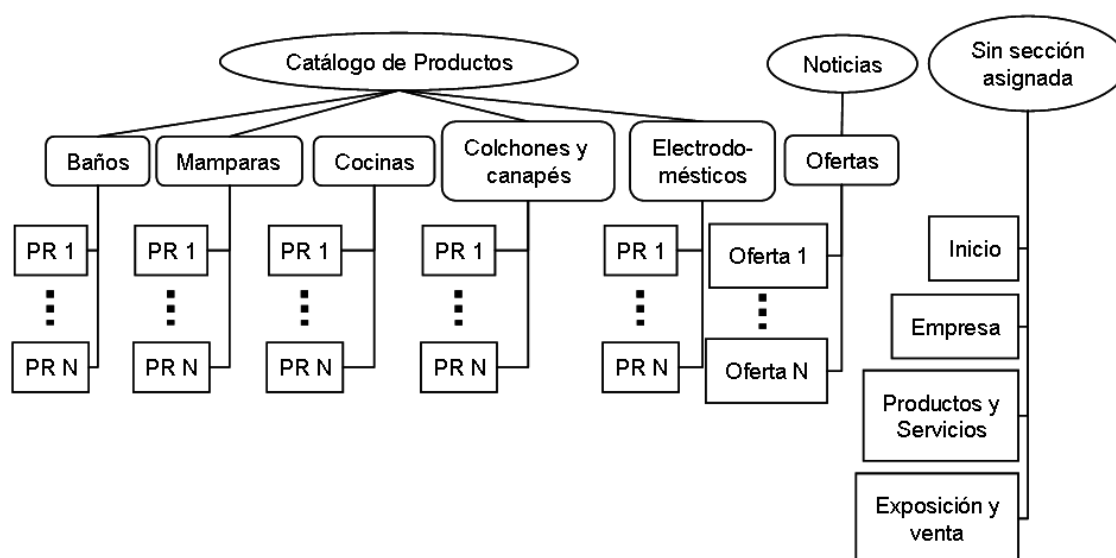 Catálogo de Productos
Noticias
Sin sección
asignada
Baños
Mamparas
Cocinas
Colchones y
canapés
Electrodo-
mésticos
Ofertas
PR 1
PR 1
PR 1
PR 1
PR 1
Oferta 1
Inicio
PR N
PR N
PR N
PR N
PR N
Oferta N
Empresa
Productos y
Servicios
Exposición y
venta